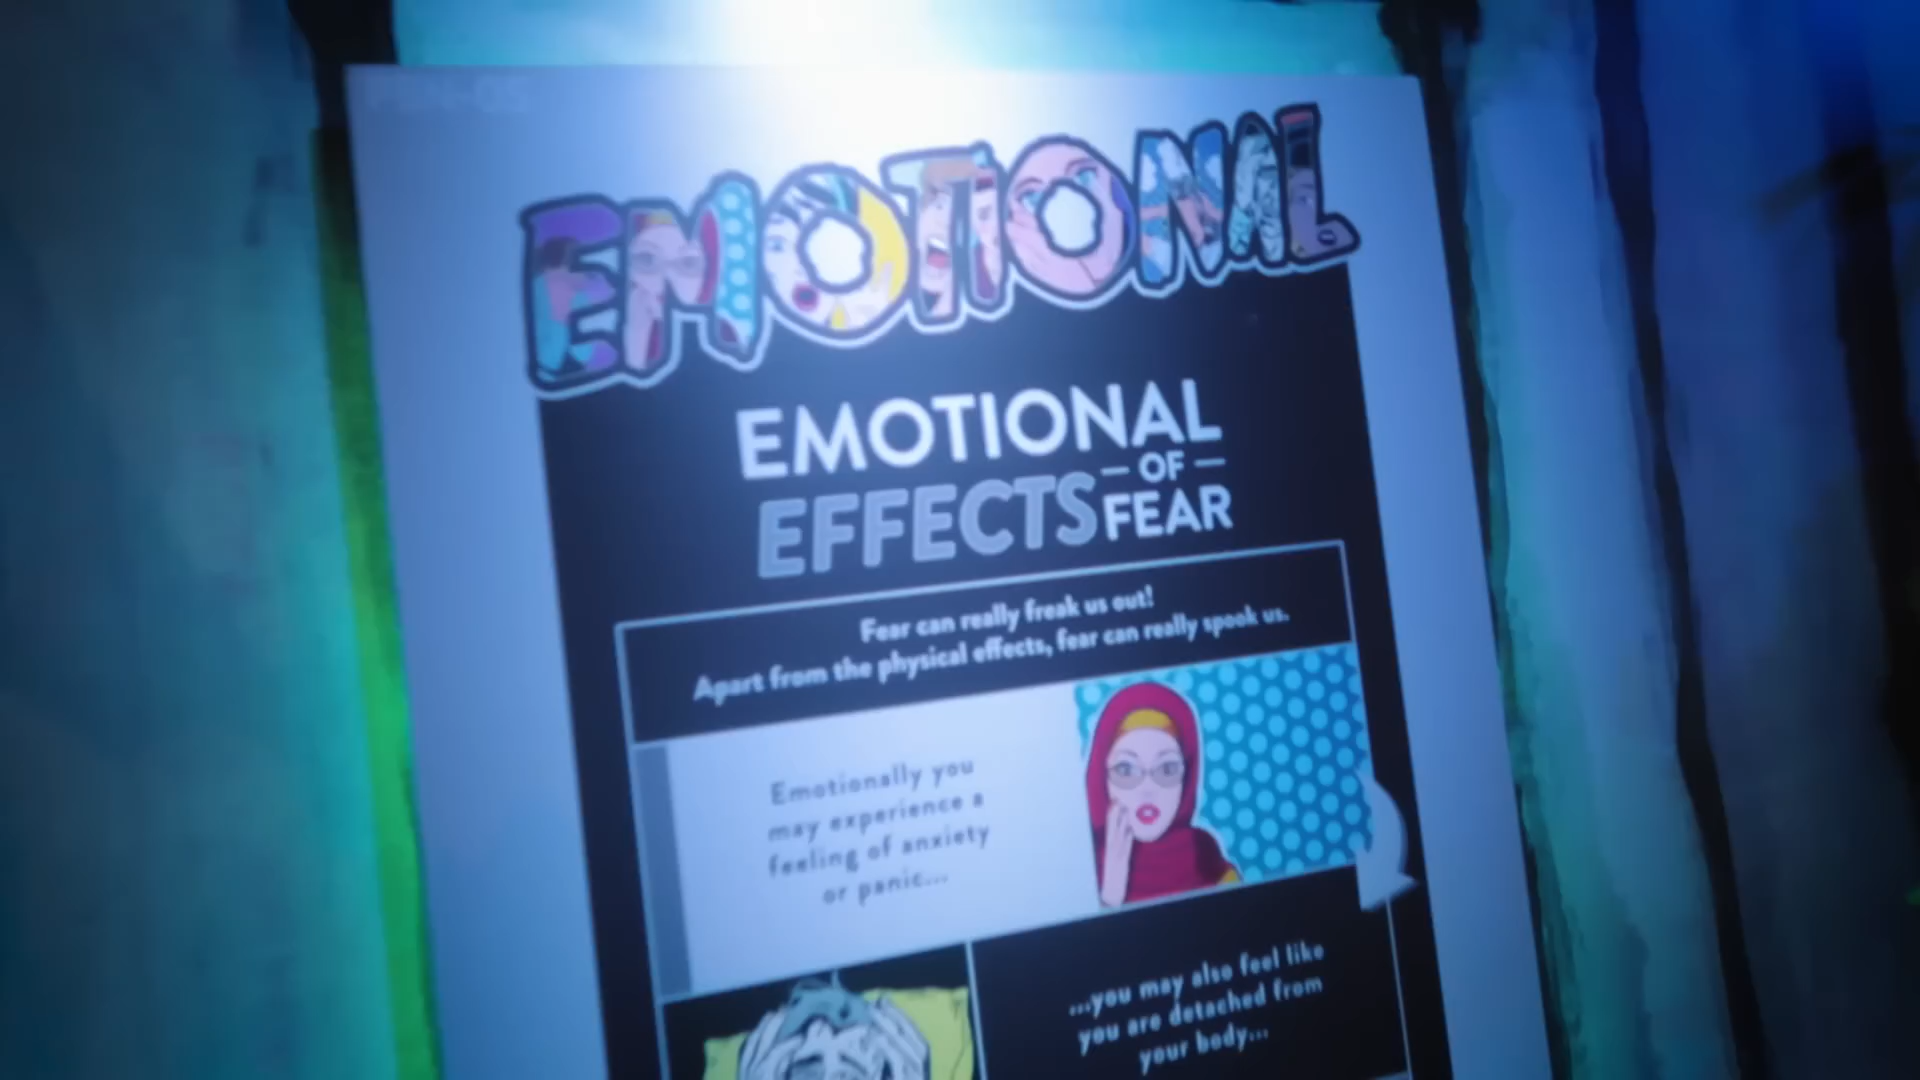 EMOTIONAL
EMOTIONAL
EFFECTS
— OF —
FEAR
Fear can really freak us out!
Apart from the physical effects, fear can really spook us.
Emotionally you
may experience a
feeling of anxiety
or panic...
...you may also feel like
you are detached from
your body...